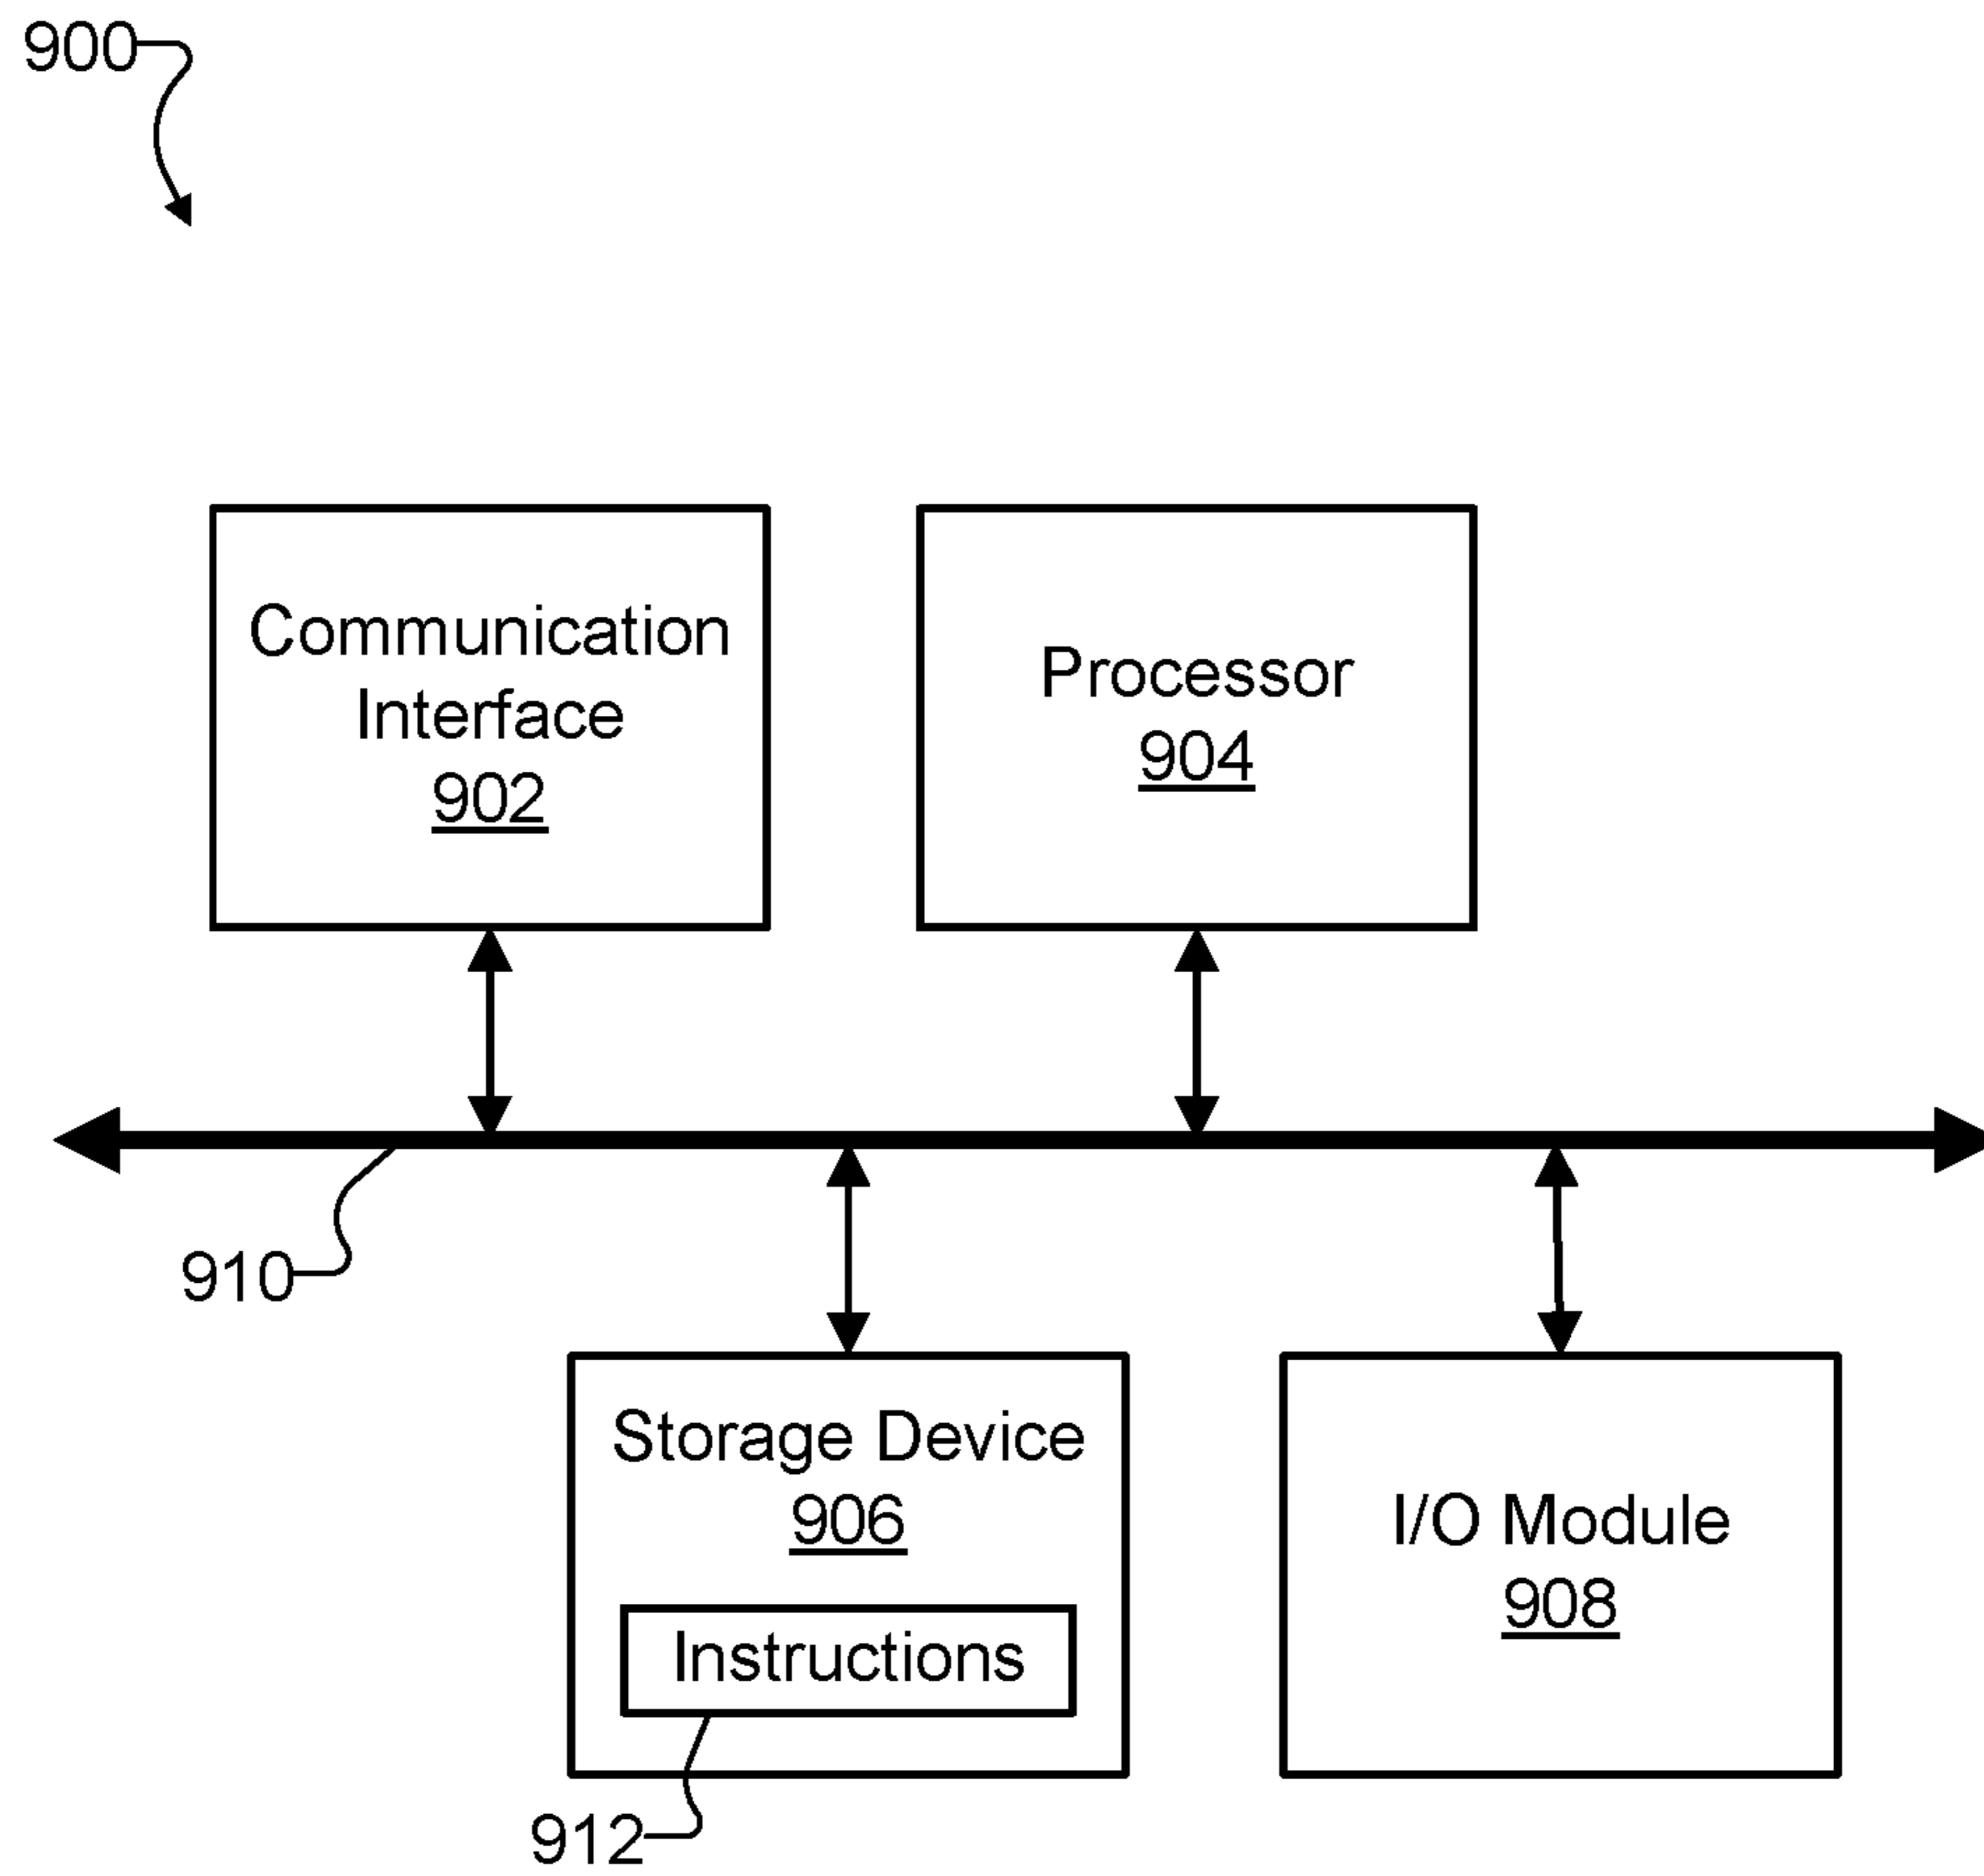 900
Communication
Interface
902
Processor
904
910
Storage Device
906
Instructions
912
I/O Module
908